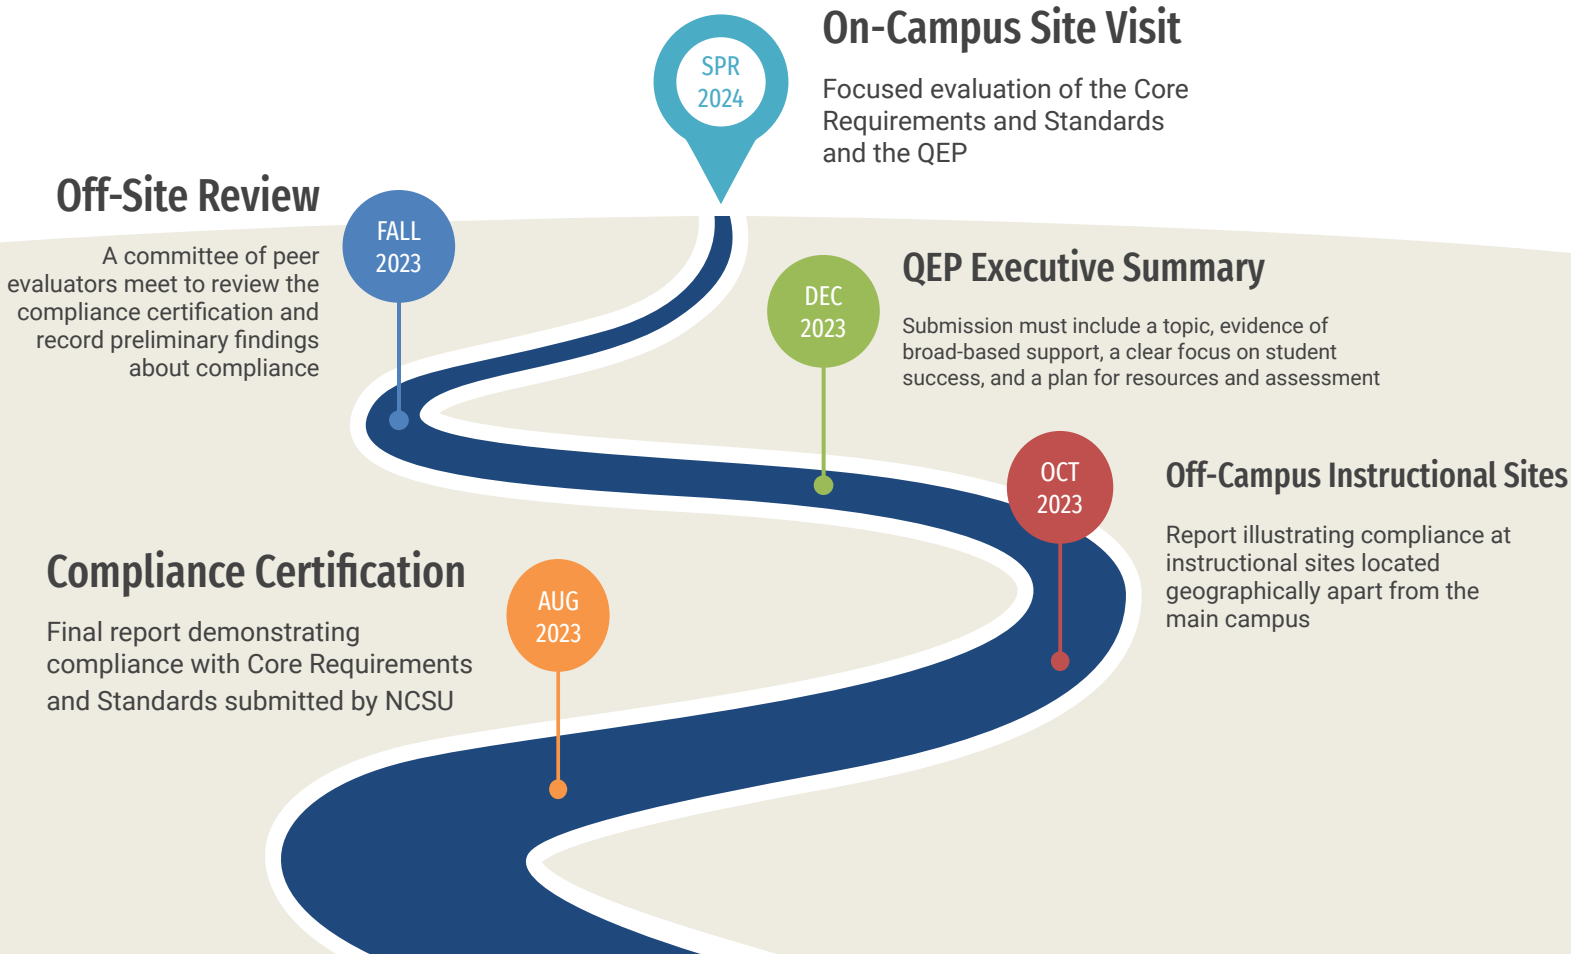 SPR
2024
On-Campus Site Visit
Focused evaluation of the Core
Requirements and Standards
and the QEP
Off-Site Review
A committee of peer
evaluators meet to review the
compliance certification and
record preliminary findings
about compliance
FALL
2023
DEC
2023
QEP Executive Summary
Submission must include a topic, evidence of
broad-based support, a clear focus on student
success, and a plan for resources and assessment
OCT
2023
Off-Campus Instructional Sites
Report illustrating compliance at
instructional sites located
geographically apart from the
main campus
Compliance Certification
Final report demonstrating
compliance with Core Requirements
and Standards submitted by NCSU
AUG
2023